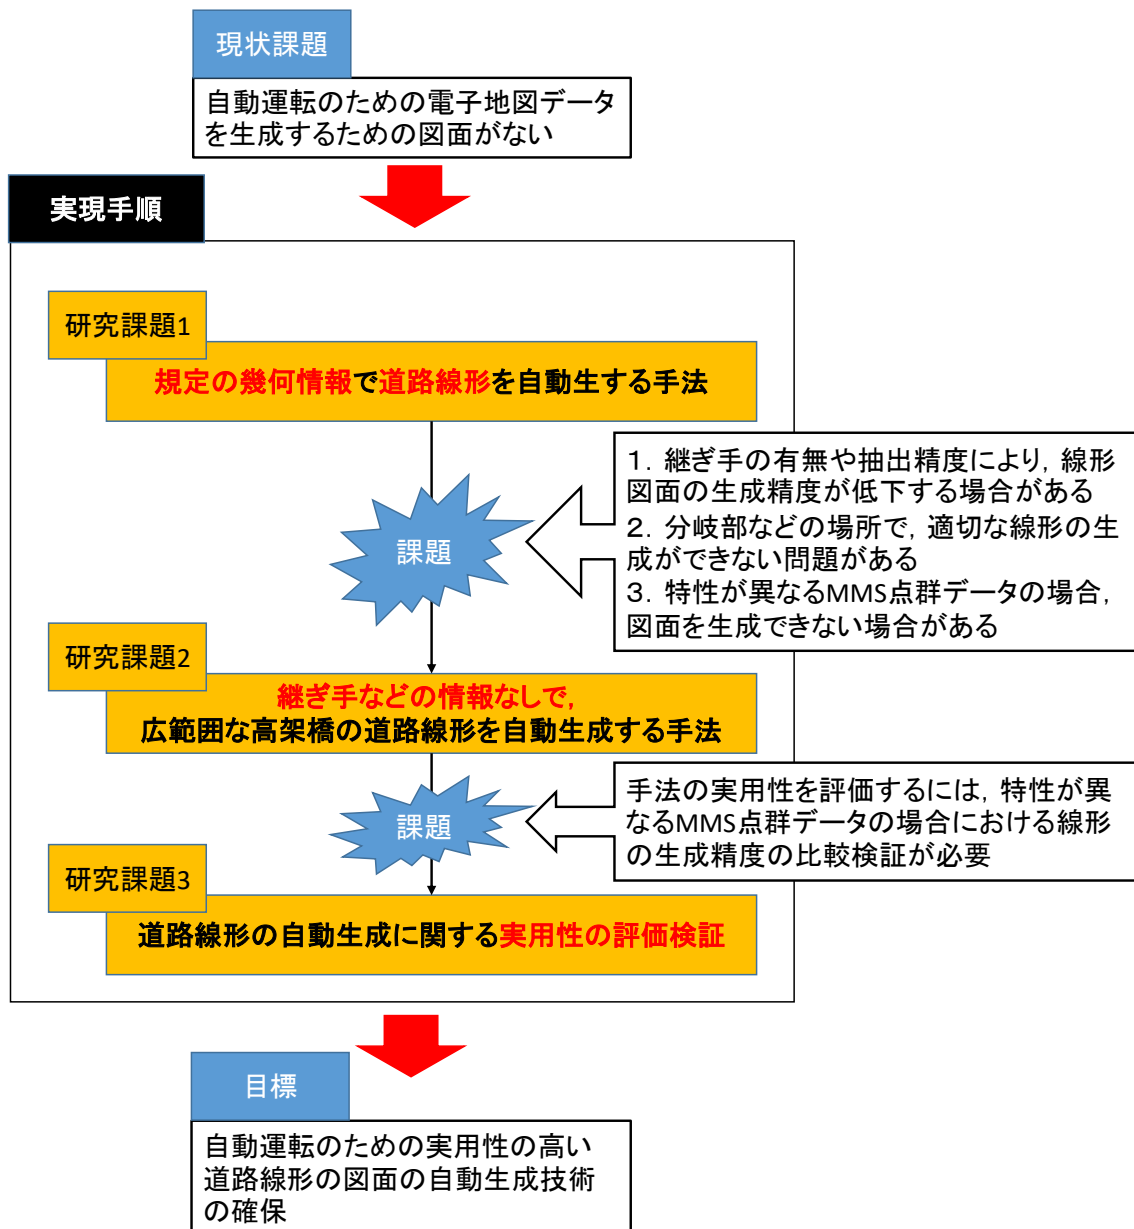 現状課題
自動運転のための電子地図データ
を生成するための図面がない
実現手順
研究課題1
規定の幾何情報で道路線形を自動生する手法
課題
1．継ぎ手の有無や抽出精度により，線形
図面の生成精度が低下する場合がある
2．分岐部などの場所で，適切な線形の生
成ができない問題がある
3．特性が異なるMMS点群データの場合，
図面を生成できない場合がある
研究課題2
継ぎ手などの情報なしで，
広範囲な高架橋の道路線形を自動生成する手法
課題
手法の実用性を評価するには，特性が異
なるMMS点群データの場合における線形
の生成精度の比較検証が必要
研究課題3
道路線形の自動生成に関する実用性の評価検証
目標
自動運転のための実用性の高い
道路線形の図面の自動生成技術
の確保